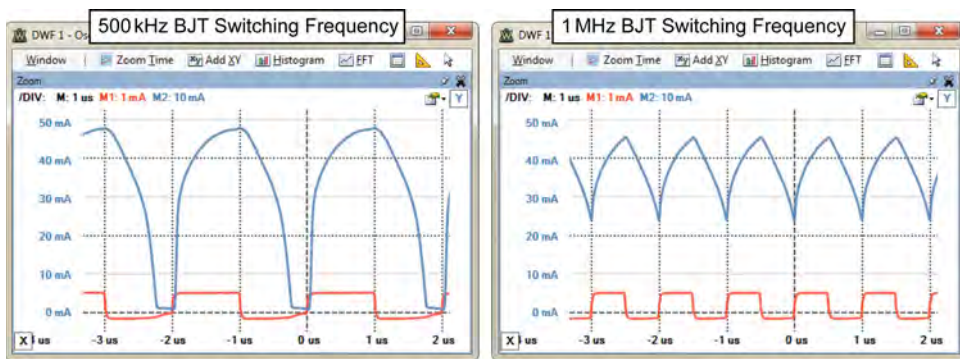 500 kHz BJT Switching Frequency
DWF 1 - Os
Window Zoom Time Add XY Histogram FFT
Zoom
/DIV: M: 1 us M1: 1 mA M2: 10 mA Y
50 mA
40 mA
30 mA
20 mA
10 mA
0 mA
X us -3 us -2 us -1 us 0 us 1 us 2 us
1 MHz BJT Switching Frequency
DWF 1
Window Zoom Time Add XY Histogram FFT
Zoom
/DIV: M: 1 us M1: 1 mA M2: 10 mA Y
50 mA
40 mA
30 mA
20 mA
10 mA
0 mA
X us -3 us -2 us -1 us 0 us 1 us 2 us